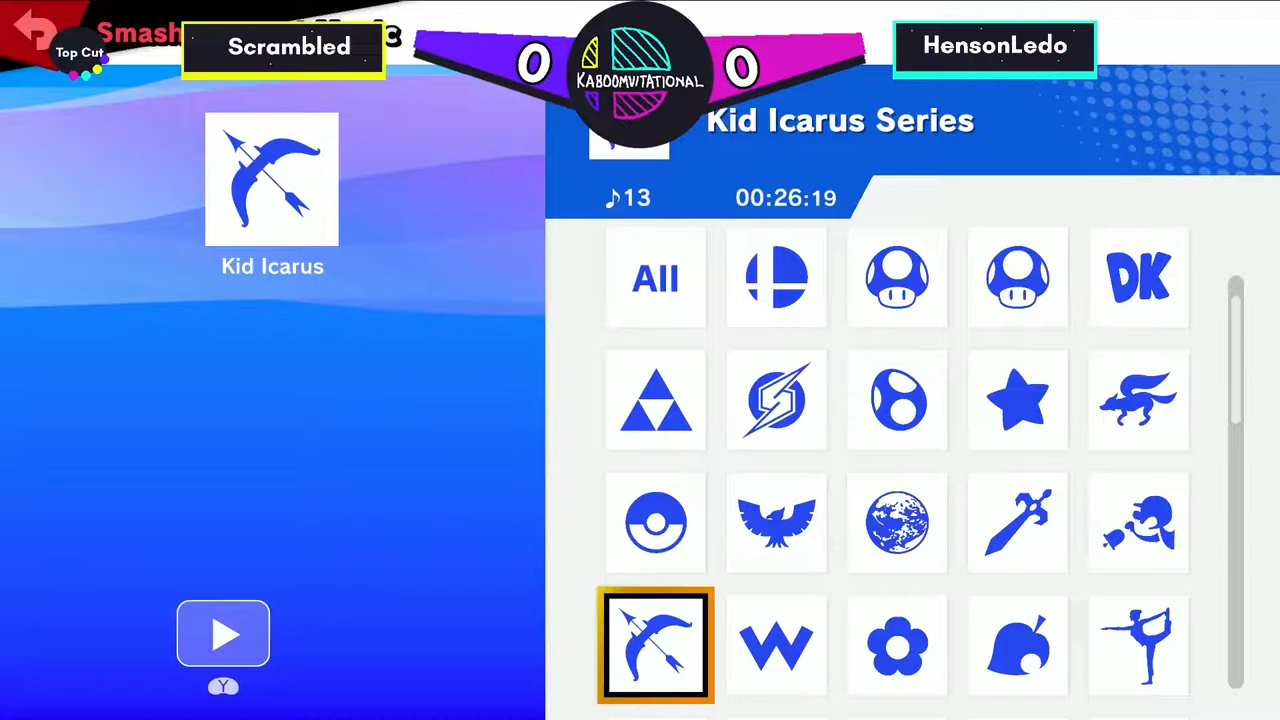 Smash
Top Cut
Scrambled
0
KABOOMVITATIONAL
0
HensonLedo
Kid Icarus Series
♪13
00:26:19
Kid Icarus
All
DK
Y